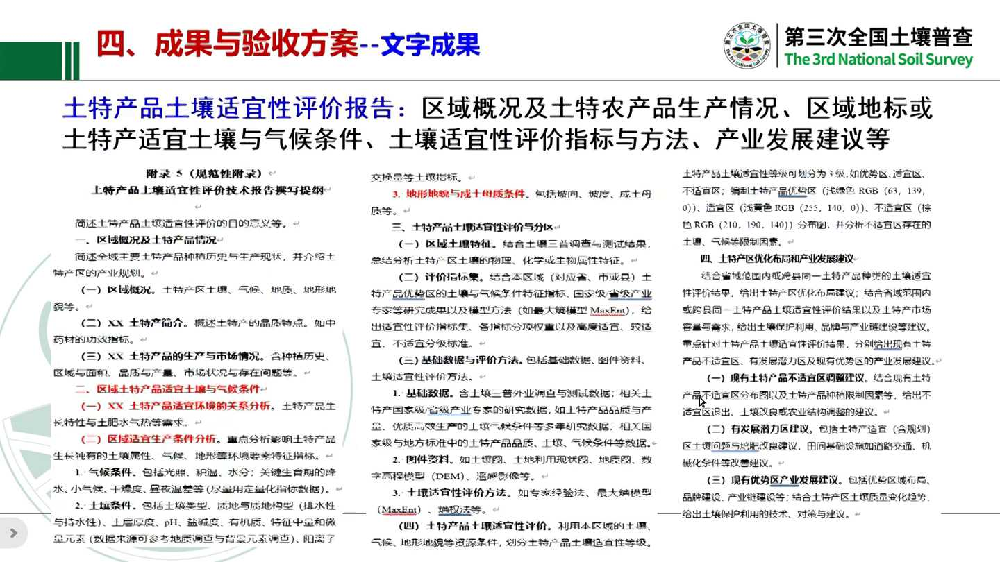 四、成果与验收方案--文字成果
第三次全国土壤普查
The 3rd National Soil Survey
土特产品土壤适宜性评价报告：区域概况及土特农产品生产情况、区域地标或
土特产适宜土壤与气候条件、土壤适宜性评价指标与方法、产业发展建议等
附录 5（规范性附录）
土特产品土壤适宜性评价技术报告撰写提纲
简述土特产品土壤适宜性评价的目的意义等。
一、区域概况及土特产品情况
简述全域主要土特产品种植历史与生产现状，并介绍土
特产区的产业规划。
（一）区域概况。土特产区土壤、气候、地质、地形地
貌等。
（二）XX 土特产简介。概述土特产的品质特点。如中
药材的功效指标。
（三）XX 土特产品的生产与市场情况。含种植历史、
区域与面积、品质与产量、市场状况与存在问题等。
二、区域土特产品适宜土壤与气候条件
（一）XX 土特产品适宜环境的关系分析。土特产品生
长特性与土肥水气热等需求。
（二）区域适宜生产条件分析。重点分析影响土特产品
生长独有的土壤属性、气候、地形等环境要素特征指标。
1. 气候条件。包括光照、积温、水分；关键生育期的降
水、小气候、干燥度、昼夜温差等(尽量用定量化指标数据)。
2. 土壤条件。包括土壤类型、质地与质地构型（排水性
与持水性）、土层厚度、pH、盐碱度、有机质、特征中量和微
量元素（数据来源可参考地质调查与背景元素调查）、阳离子
交换量等土壤指标。
3. 地形地貌与成土母质条件。包括坡向、坡度、成土母
质等。
三、土特产品土壤适宜性评价与分区
（一）区域土壤特征。结合土壤三普调查与测试结果，
总结分析土特产区土壤的物理、化学或生物属性特征。
（二）评价指标集。结合本区域（对应省、市或县）土
特产品优势区的土壤与气候条件特征指标、国家级/省级产业
专家等研究成果以及模型方法（如最大熵模型 MaxEnt），给
出适宜性评价指标集、各指标分项权重以及高度适宜、较适
宜、不适宜分级标准。
（三）基础数据与评价方法。包括基础数据、图件资料、
土壤适宜性评价方法。
1. 基础数据。含土壤三普外业调查与测试数据；相关土
特产国家级/省级产业专家的研究数据，如土特产品品质与产
量、优质高效生产的土壤气候条件等多年研究数据；相关国
家级与地方标准中的土特产品品质、土壤、气候条件等数据。
2. 图件资料。如土壤图、土地利用现状图、地质图、数
字高程模型（DEM）、遥感影像等。
3. 土壤适宜性评价方法。如专家经验法、最大熵模型
（MaxEnt）、熵权法等。
（四）土特产品土壤适宜性评价。利用本区域的土壤、
气候、地形地貌等资源条件，划分土特产品土壤适宜性等级。
土特产品土壤适宜性等级可划分为 3 级，如优势区、适宜区、
不适宜区；编制土特产品优势区（浅绿色 RGB（63，139，
0））、适宜区（浅黄色 RGB（255，140，0））、不适宜区（棕
色 RGB（210，190，140））分布图，并分析不适宜区存在的
土壤、气候等限制因素。
四、土特产区优化布局和产业发展建议
结合省域范围内或跨县同一土特产品种类的土壤适宜
性评价结果，给出土特产区优化布局建议；结合省域范围内
或跨县同一土特产品土壤适宜性评价结果以及土特产市场
容量与需求，给出土壤保护利用、品牌与产业链建设等建议。
重点针对土特产品土壤适宜性评价结果，分别给出现有土特
产品不适宜区、有发展潜力区及现有优势区的产业发展建议。
（一）现有土特产品不适宜区调整建议。结合现有土特
产品不适宜区分布图以及土特产品种植限制因素等，给出不
适宜区退出、土壤改良或农业结构调整的建议。
（二）有发展潜力区建议。包括土特产适宜（含规划）
区土壤问题与培肥改良建议，田间基础设施如道路交通、机
械化条件等改善建议。
（三）现有优势区产业发展建议。包括优势区域布局、
品牌建设、产业链建设等；结合土特产区土壤质量变化趋势，
给出土壤保护利用的技术、对策与建议。